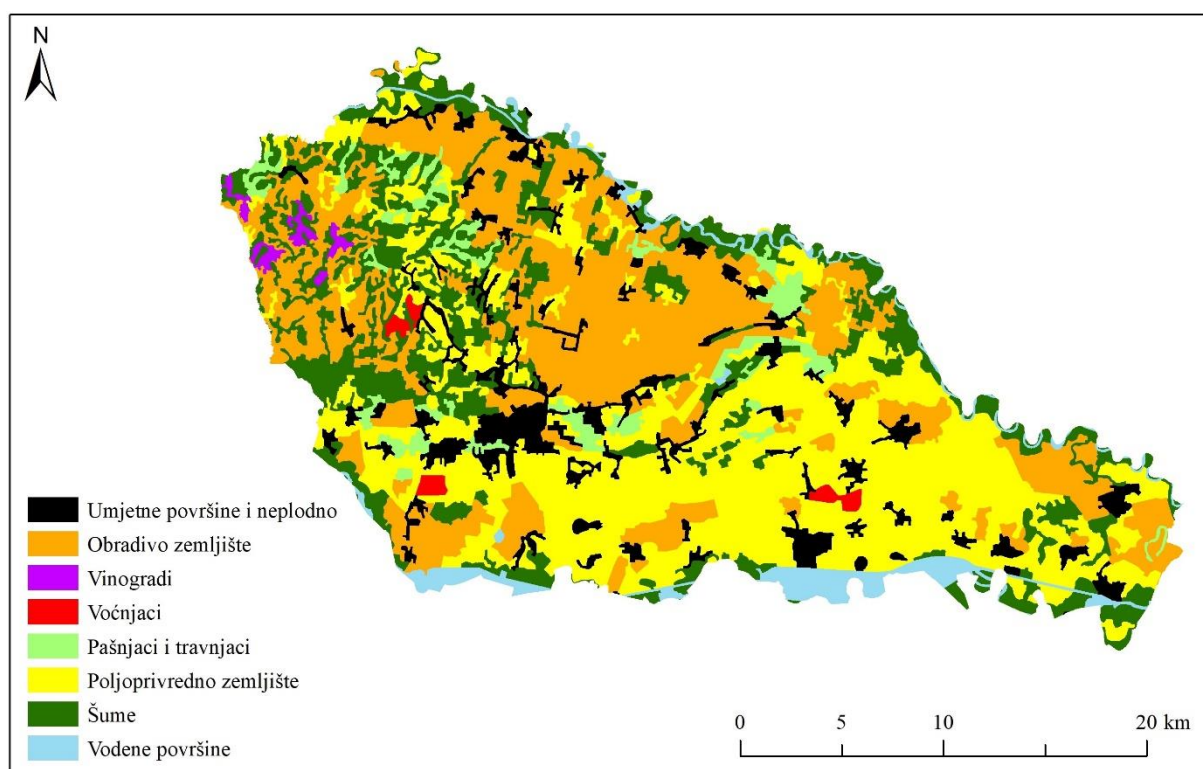 N
Umjetne površine i neplodno
Obradivo zemljište
Vinogradi
Voćnjaci
Pašnjaci i travnjaci
Poljoprivredno zemljište
Šume
Vodene površine
0 5 10 20 km